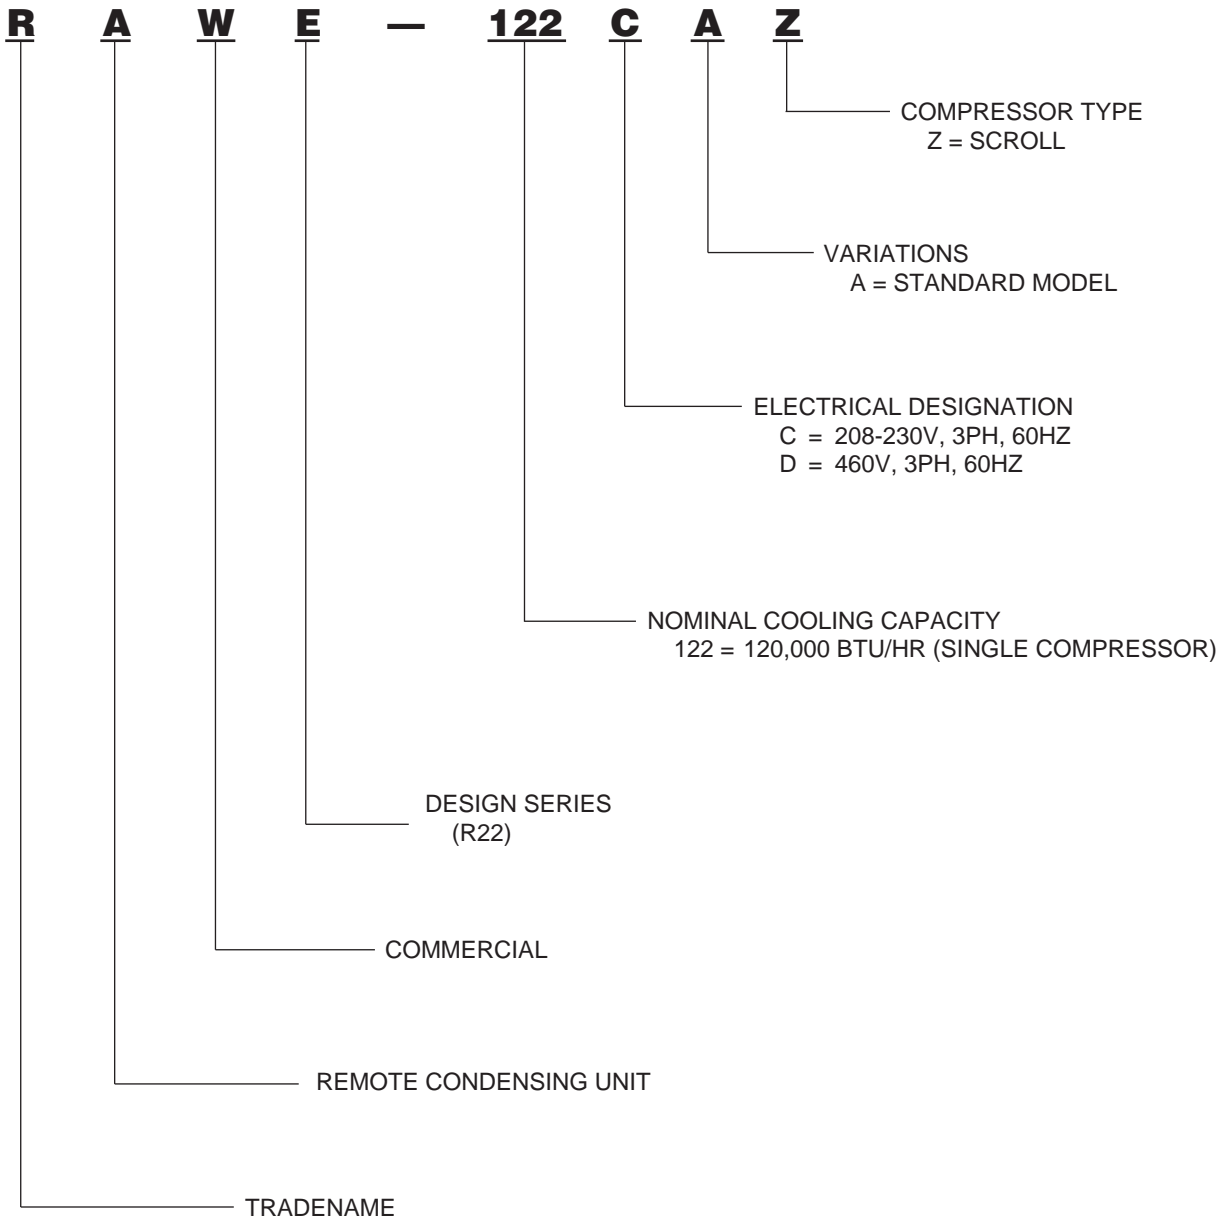 R A W E — 122 C A Z
COMPRESSOR TYPE
Z = SCROLL
VARIATIONS
A = STANDARD MODEL
ELECTRICAL DESIGNATION
C = 208-230V, 3PH, 60HZ
D = 460V, 3PH, 60HZ
NOMINAL COOLING CAPACITY
122 = 120,000 BTU/HR (SINGLE COMPRESSOR)
DESIGN SERIES
(R22)
COMMERCIAL
REMOTE CONDENSING UNIT
TRADENAME